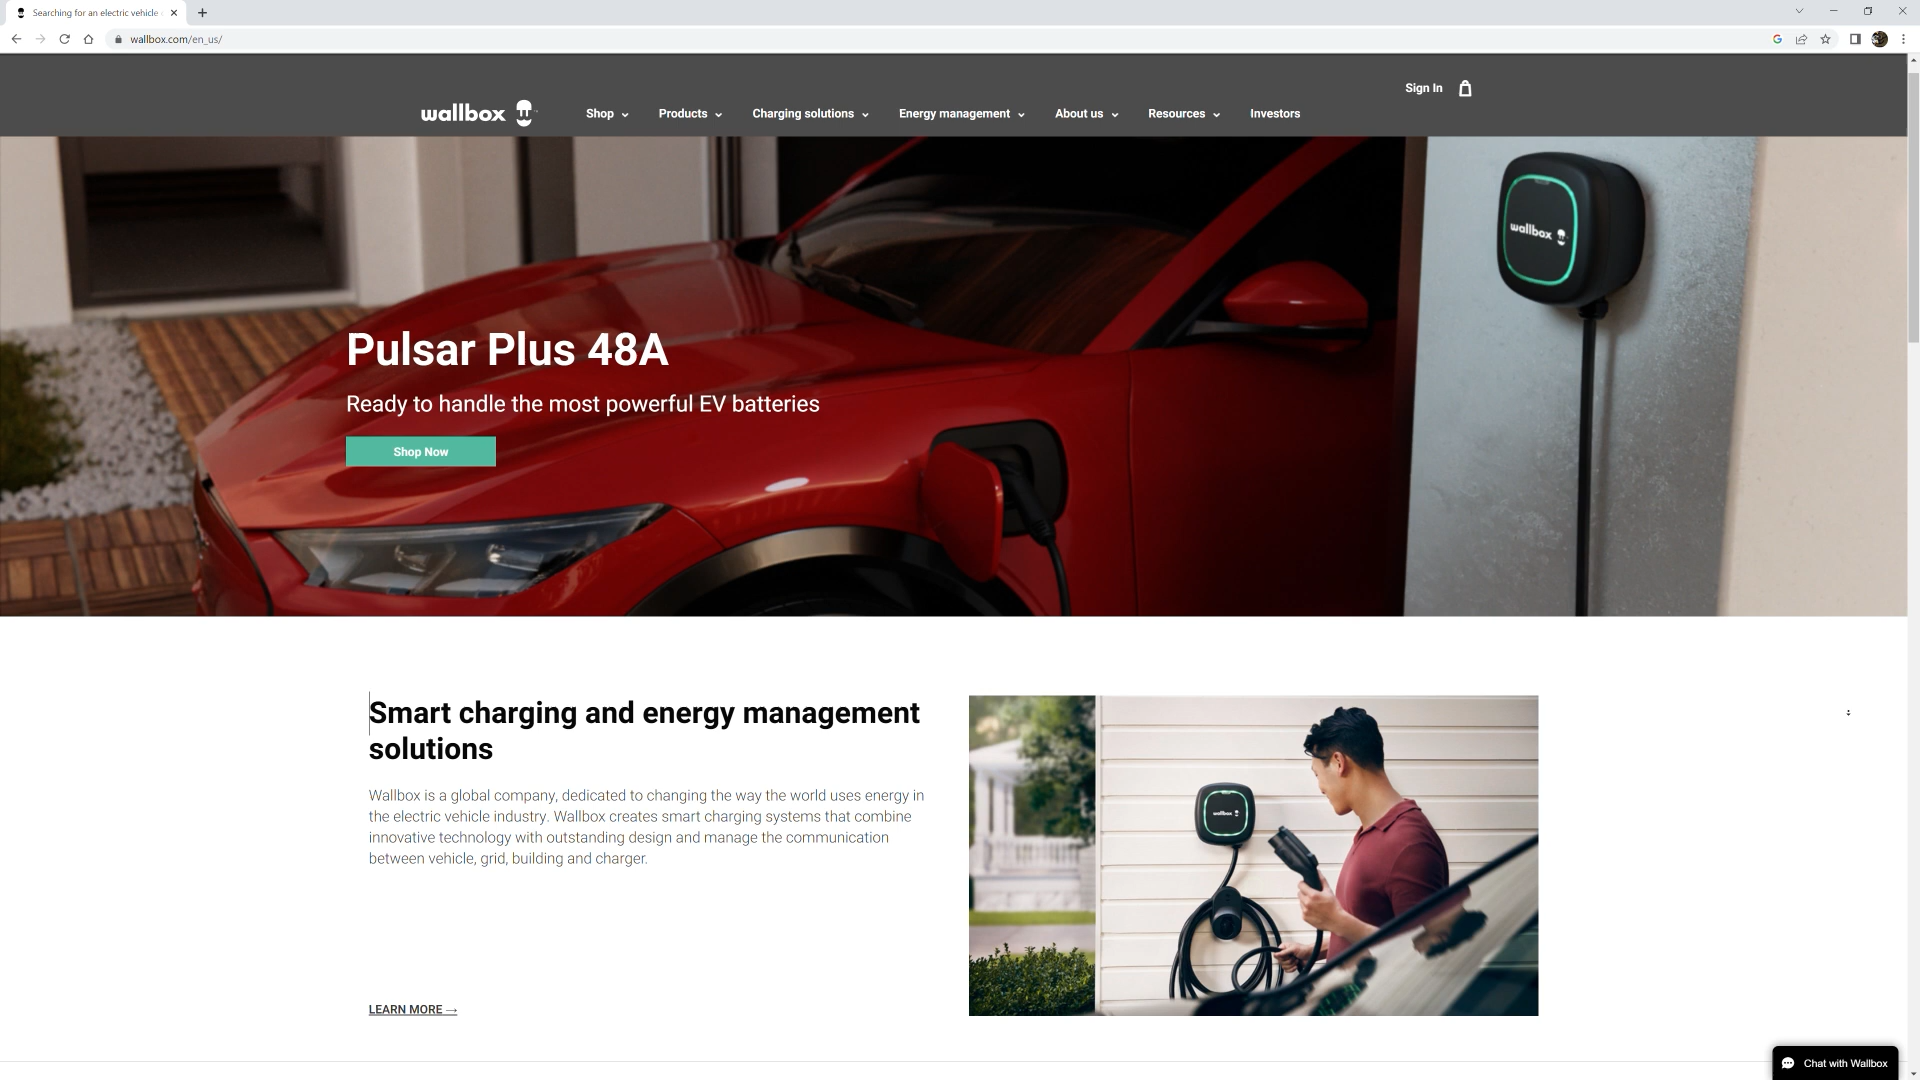 Searching for an electric vehicle
wallbox.com/en_us/
Sign In
wallbox
Shop
Products
Charging solutions
Energy management
About us
Resources
Investors
wallbox
Pulsar Plus 48A
Ready to handle the most powerful EV batteries
Shop Now
Smart charging and energy management
solutions
Wallbox is a global company, dedicated to changing the way the world uses energy in
the electric vehicle industry. Wallbox creates smart charging systems that combine
innovative technology with outstanding design and manage the communication
between vehicle, grid, building and charger.
wallbox
LEARN MORE →
Chat with Wallbox